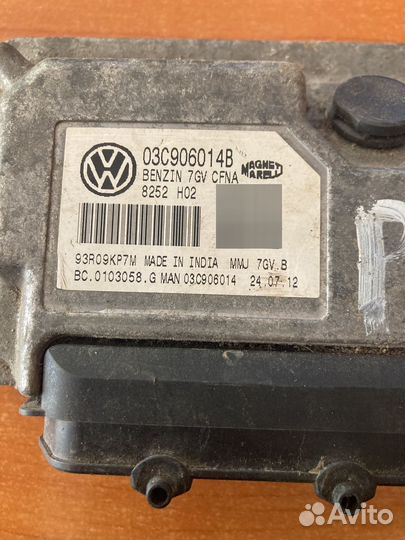 03C906014B
BENZIN 7GV CFNA
8252 H02
MAGNETI MARELLI
93R09KP7M MADE IN INDIA MMJ 7GV.B
BC.0103058.G MAN 03C906014 24.07.12
Avito